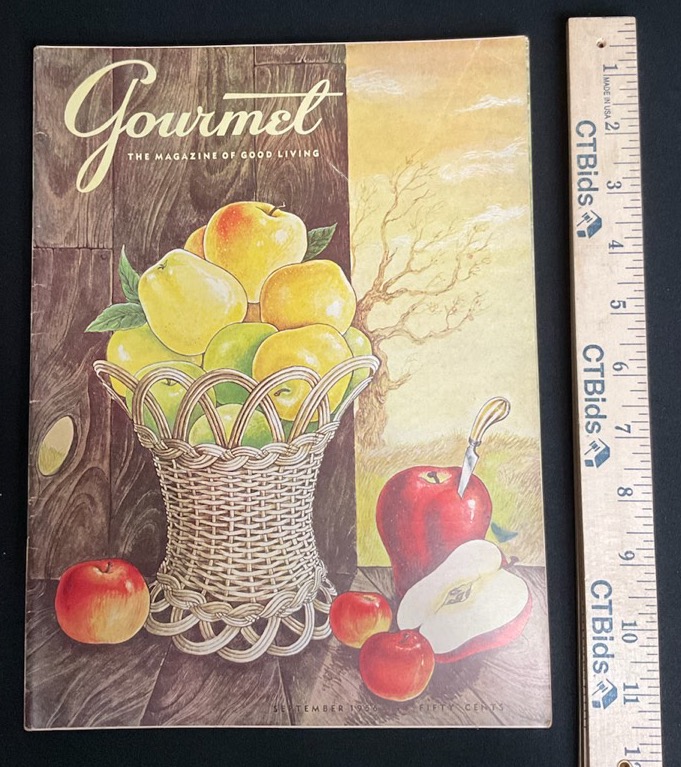 Gourmet
THE MAGAZINE OF GOOD LIVING
SEPTEMBER 1966
FIFTY CENTS
1
MADE IN USA
2
CTBids
3
4
5
6
CTBids
7
8
9
10
CTBids
11